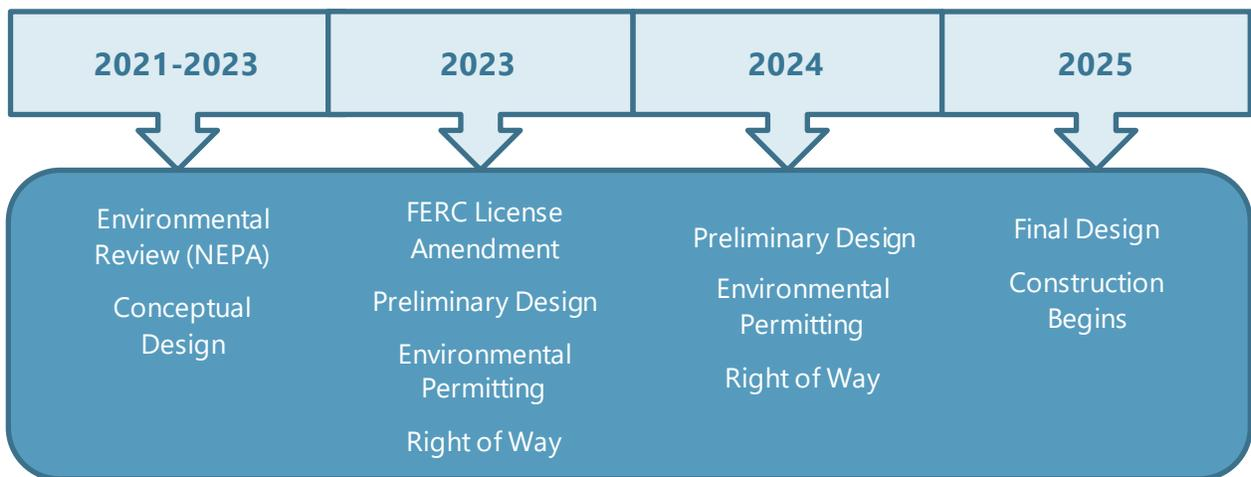 2021-2023
2023
2024
2025
Environmental
Review (NEPA)
Conceptual
Design
FERC License
Amendment
Preliminary Design
Environmental
Permitting
Right of Way
Preliminary Design
Environmental
Permitting
Right of Way
Final Design
Construction
Begins